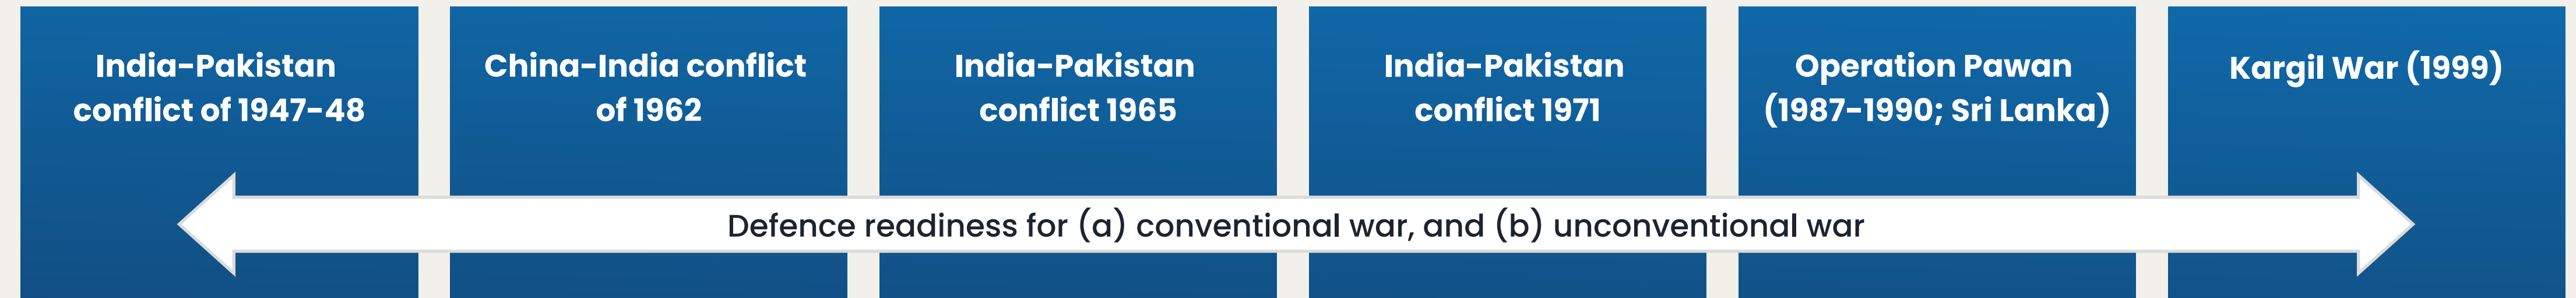 India-Pakistan
conflict of 1947-48
China-India conflict
of 1962
India-Pakistan
conflict 1965
India-Pakistan
conflict 1971
Operation Pawan
(1987-1990; Sri Lanka)
Kargil War (1999)
Defence readiness for (a) conventional war, and (b) unconventional war